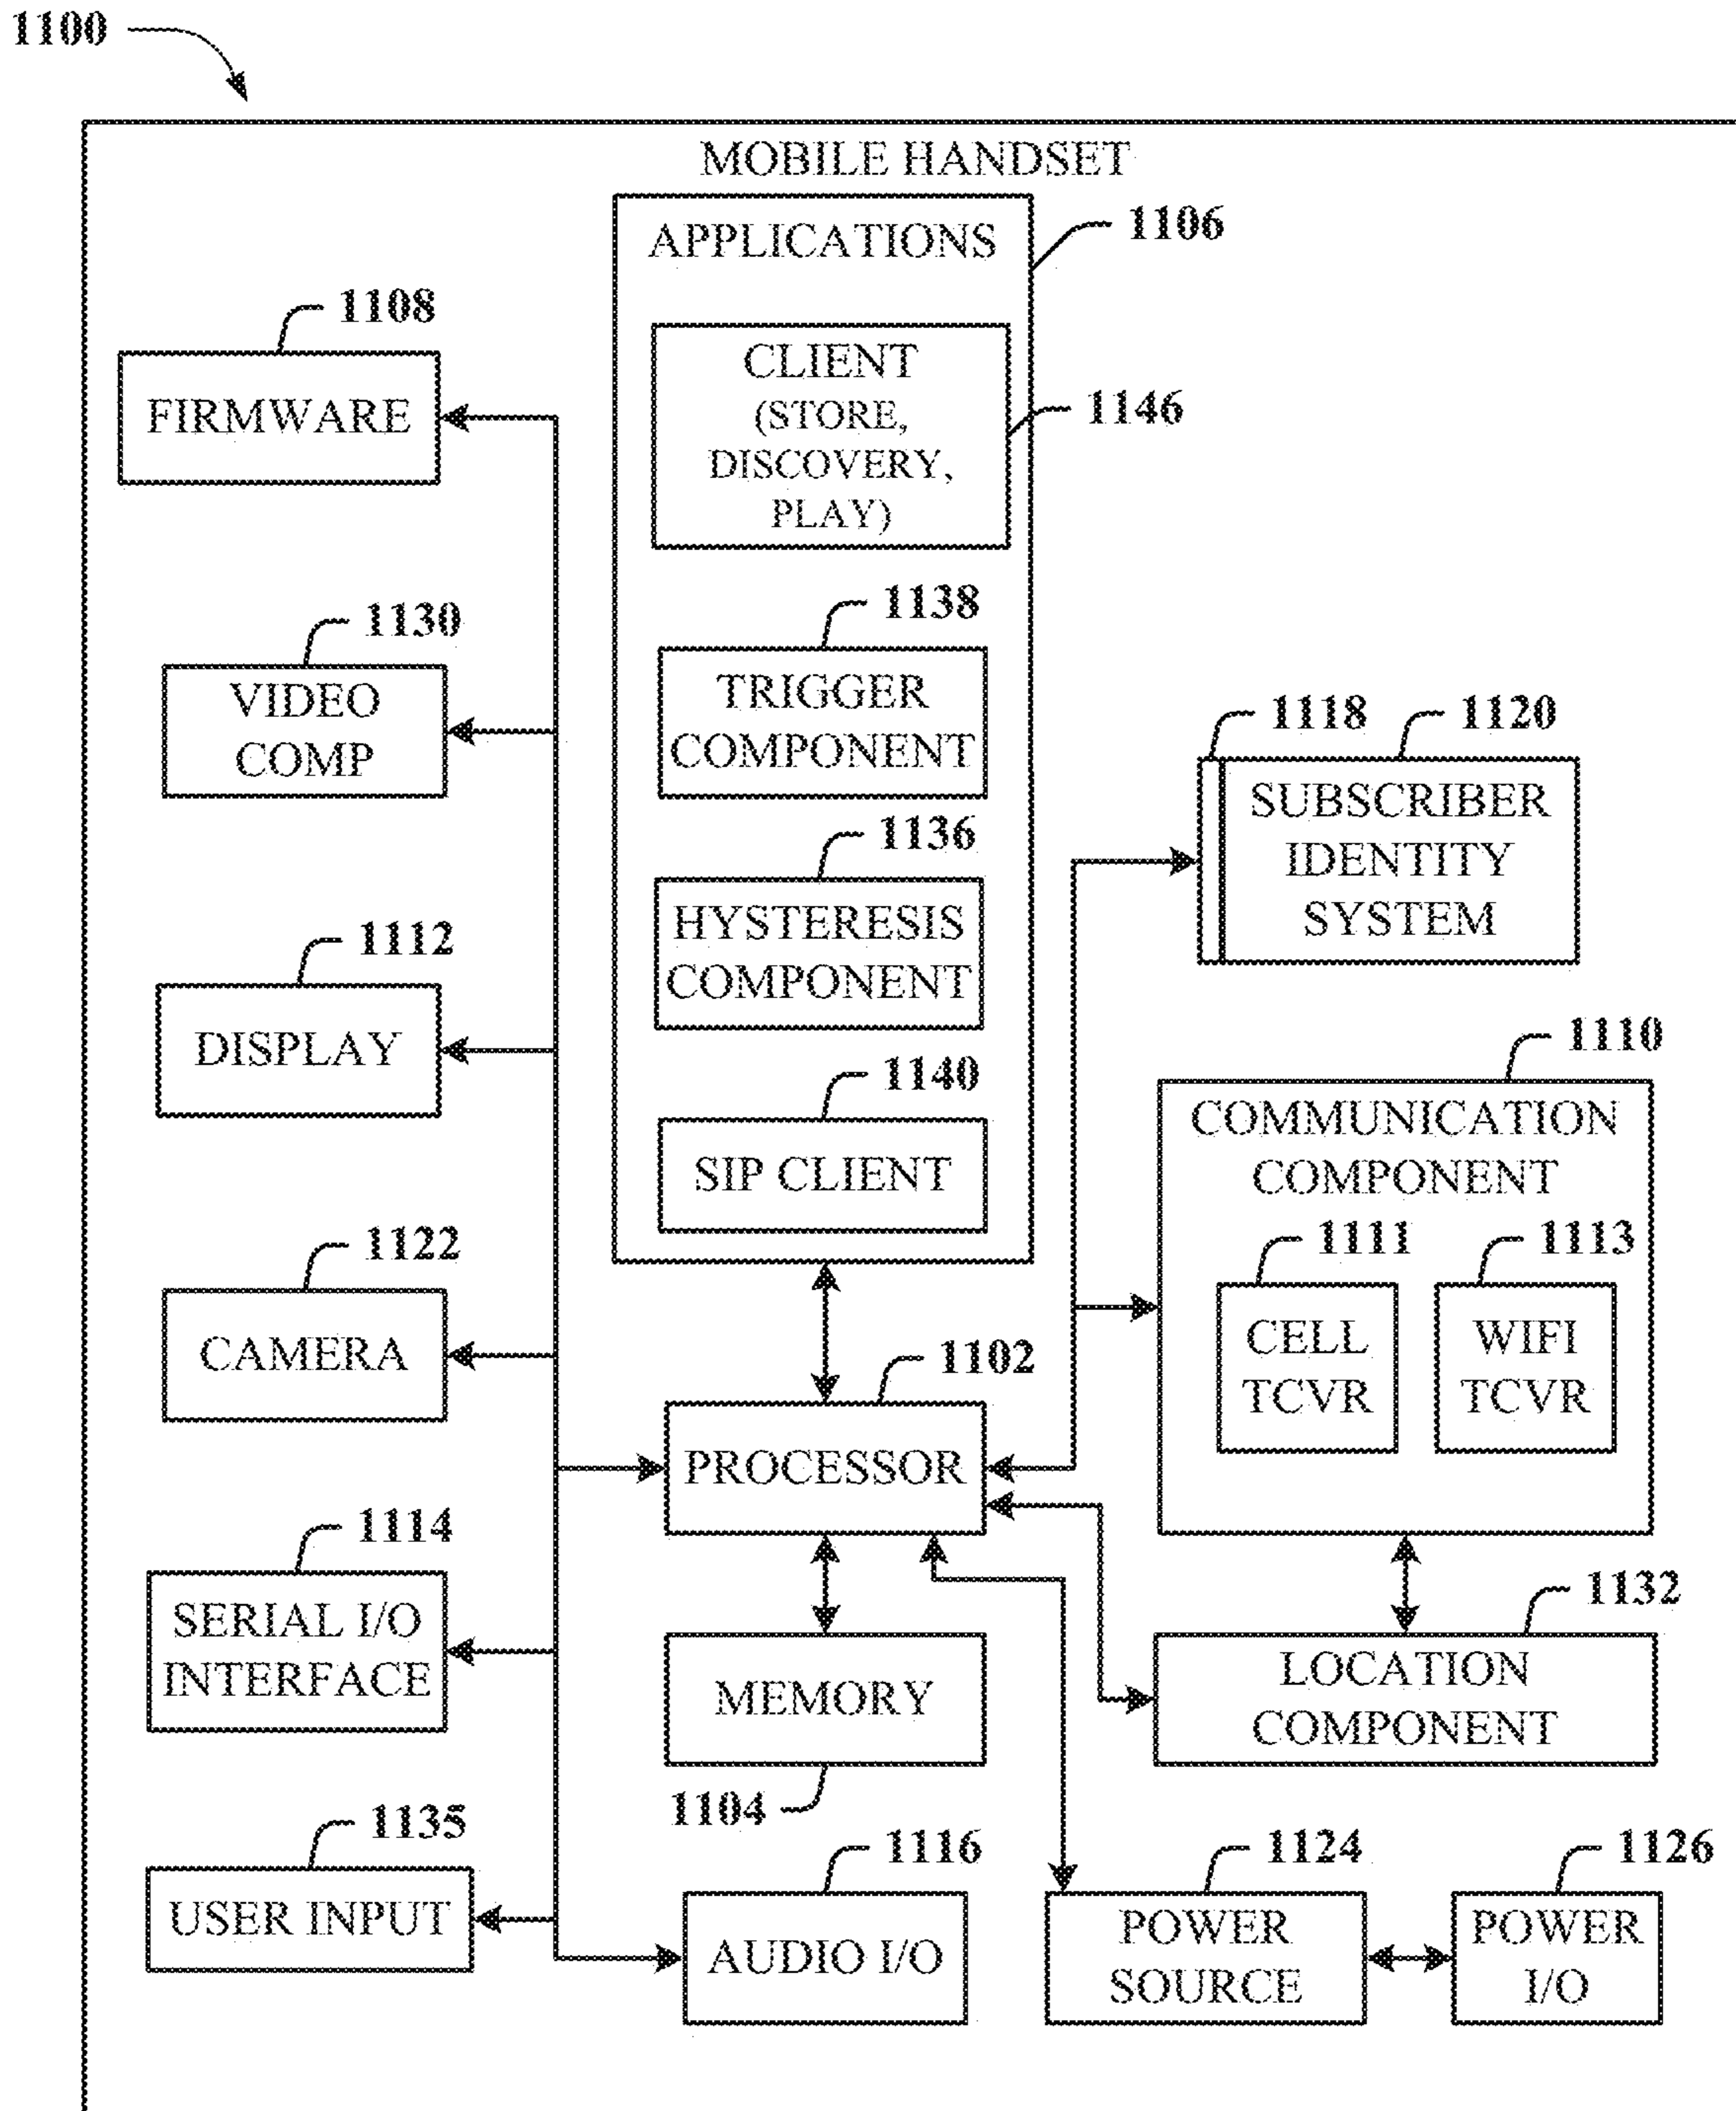 1100
MOBILE HANDSET
APPLICATIONS
1106
CLIENT
(STORE,
DISCOVERY,
PLAY)
1146
1138
TRIGGER
COMPONENT
1136
HYSTERESIS
COMPONENT
1140
SIP CLIENT
1108
FIRMWARE
1130
VIDEO
COMP
1112
DISPLAY
1122
CAMERA
1114
SERIAL I/O
INTERFACE
1135
USER INPUT
1102
PROCESSOR
MEMORY
1104
1116
AUDIO I/O
1118
1120
SUBSCRIBER
IDENTITY
SYSTEM
1110
COMMUNICATION
COMPONENT
1111
CELL
TCVR
1113
WIFI
TCVR
1132
LOCATION
COMPONENT
1124
POWER
SOURCE
1126
POWER
I/O